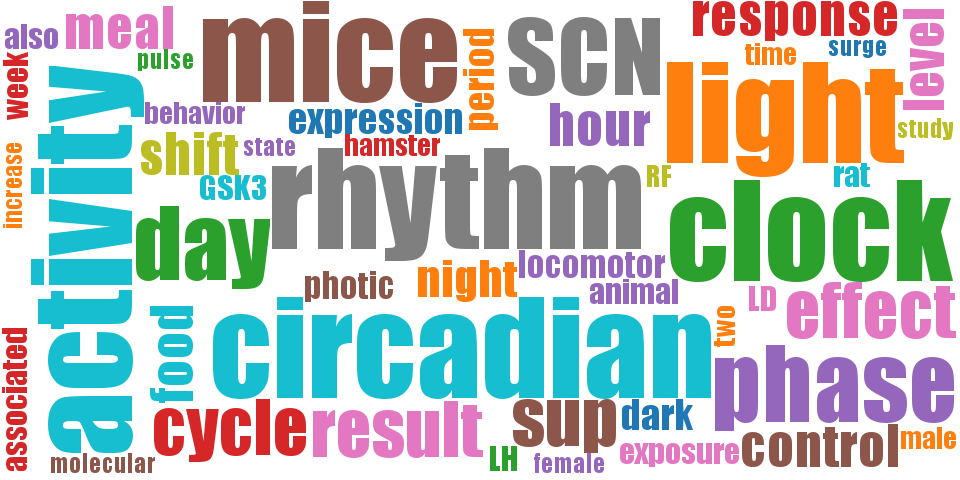 also
meal
mice
period
SCN
response
time
surge
level
week
pulse
activity
behavior
expression
hour
light
study
increase
shift
state
hamster
GSK3
rhythm
RF
rat
clock
day
photic
night
locomotor
animal
LD
effect
food
circadian
two
phase
associated
molecular
cycle
result
LH
sup
female
dark
exposure
control
male